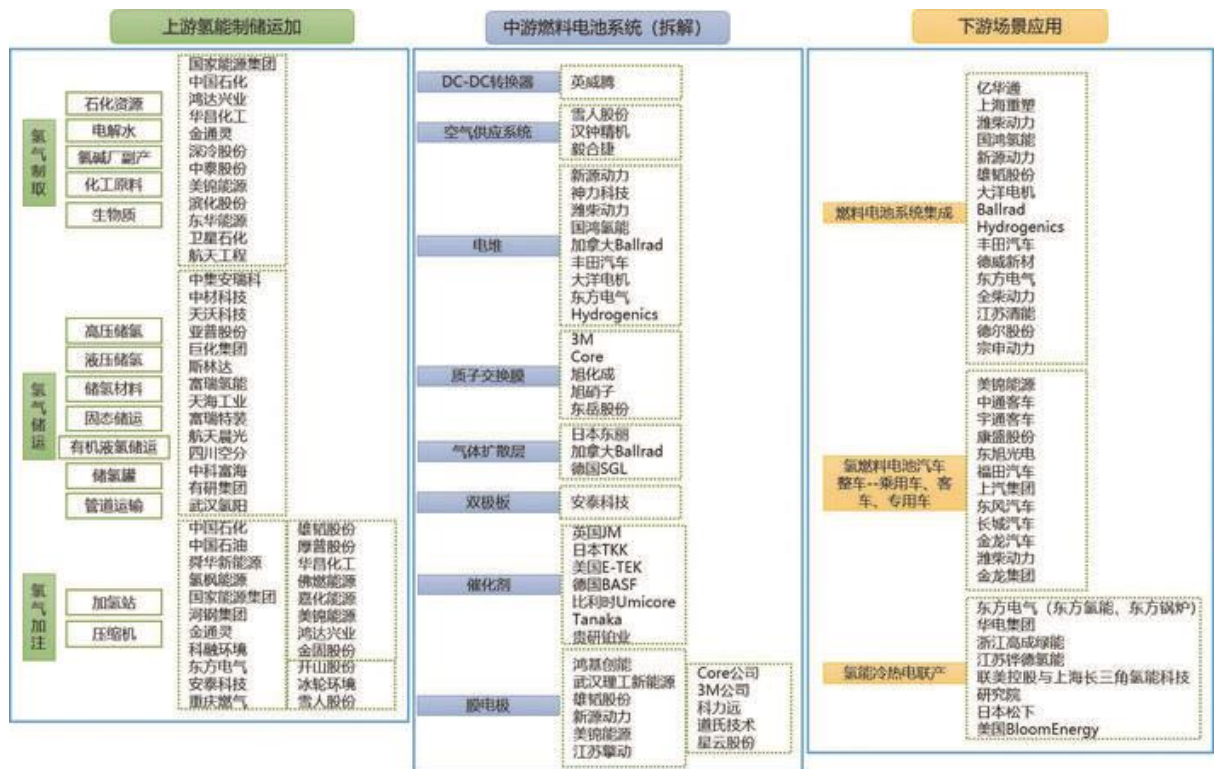 上游氢能制储运加
氢气制取
石化资源
电解水
氨碱厂副产
化工原料
生物质
国家能源集团
中国石化
鸿达兴业
华昌化工
金通灵
深冷股份
中泰股份
美锦能源
滨化股份
东华能源
卫星石化
航天工程
氢气储运
高压储氢
液压储氢
储氢材料
固态储运
有机液氢储运
储氢罐
管道运输
中集安瑞科
中材科技
天沃科技
亚普股份
巨化集团
斯林达
富瑞氢能
天海工业
富瑞特装
航天晨光
四川空分
中科富海
有研集团
武汉氢阳
氢气加注
加氢站
压缩机
中国石化
中国石油
舜华新能源
氢枫能源
国家能源集团
河钢集团
金通灵
科融环境
东方电气
安泰科技
重庆燃气
雄韬股份
厚普股份
华昌化工
佛燃能源
嘉化能源
美锦能源
鸿达兴业
金固股份
开山股份
冰轮环境
雪人股份
中游燃料电池系统（拆解）
DC-DC转换器
英威腾
空气供应系统
雪人股份
汉钟精机
毅合捷
电堆
新源动力
神力科技
潍柴动力
国鸿氢能
加拿大Ballrad
丰田汽车
大洋电机
东方电气
Hydrogenics
质子交换膜
3M
Core
旭化成
旭硝子
东岳股份
气体扩散层
日本东丽
加拿大Ballrad
德国SGL
双极板
安泰科技
催化剂
英国JM
日本TKK
美国E-TEK
德国BASF
比利时Umicore
Tanaka
贵研铂业
膜电极
鸿基创能
武汉理工新能源
雄韬股份
新源动力
美锦能源
江苏擎动
Core公司
3M公司
科力远
道氏技术
星云股份
下游场景应用
燃料电池系统集成
亿华通
上海重塑
潍柴动力
国鸿氢能
新源动力
雄韬股份
大洋电机
Ballrad
Hydrogenics
丰田汽车
德威新材
东方电气
全柴动力
江苏清能
德尔股份
宗申动力
氢燃料电池汽车
整车--乘用车、客
车、专用车
美锦能源
中通客车
宇通客车
康盛股份
东旭光电
福田汽车
上汽集团
东风汽车
长城汽车
金龙汽车
潍柴动力
金龙集团
氢能冷热电联产
东方电气（东方氢能、东方锅炉）
华电集团
浙江高成绿能
江苏铧德氢能
联美控股与上海长三角氢能科技
研究院
日本松下
美国BloomEnergy